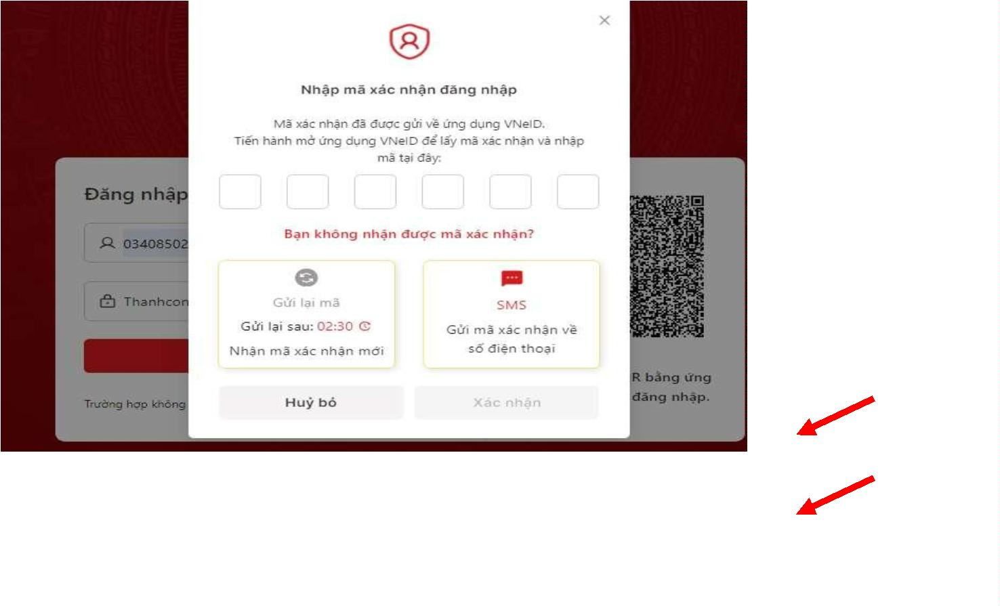 Nhập mã xác nhận đăng nhập
Mã xác nhận đã được gửi về ứng dụng VNeID.
Tiến hành mở ứng dụng VNeID để lấy mã xác nhận và nhập
mã tại đây:
Đăng nhập
03408502
Thanhcon
Trường hợp không
Bạn không nhận được mã xác nhận?
Gửi lại mã
Gửi lại sau: 02:30
Nhận mã xác nhận mới
SMS
Gửi mã xác nhận về
số điện thoại
Huỷ bỏ
Xác nhận
R bằng ứng
đăng nhập.